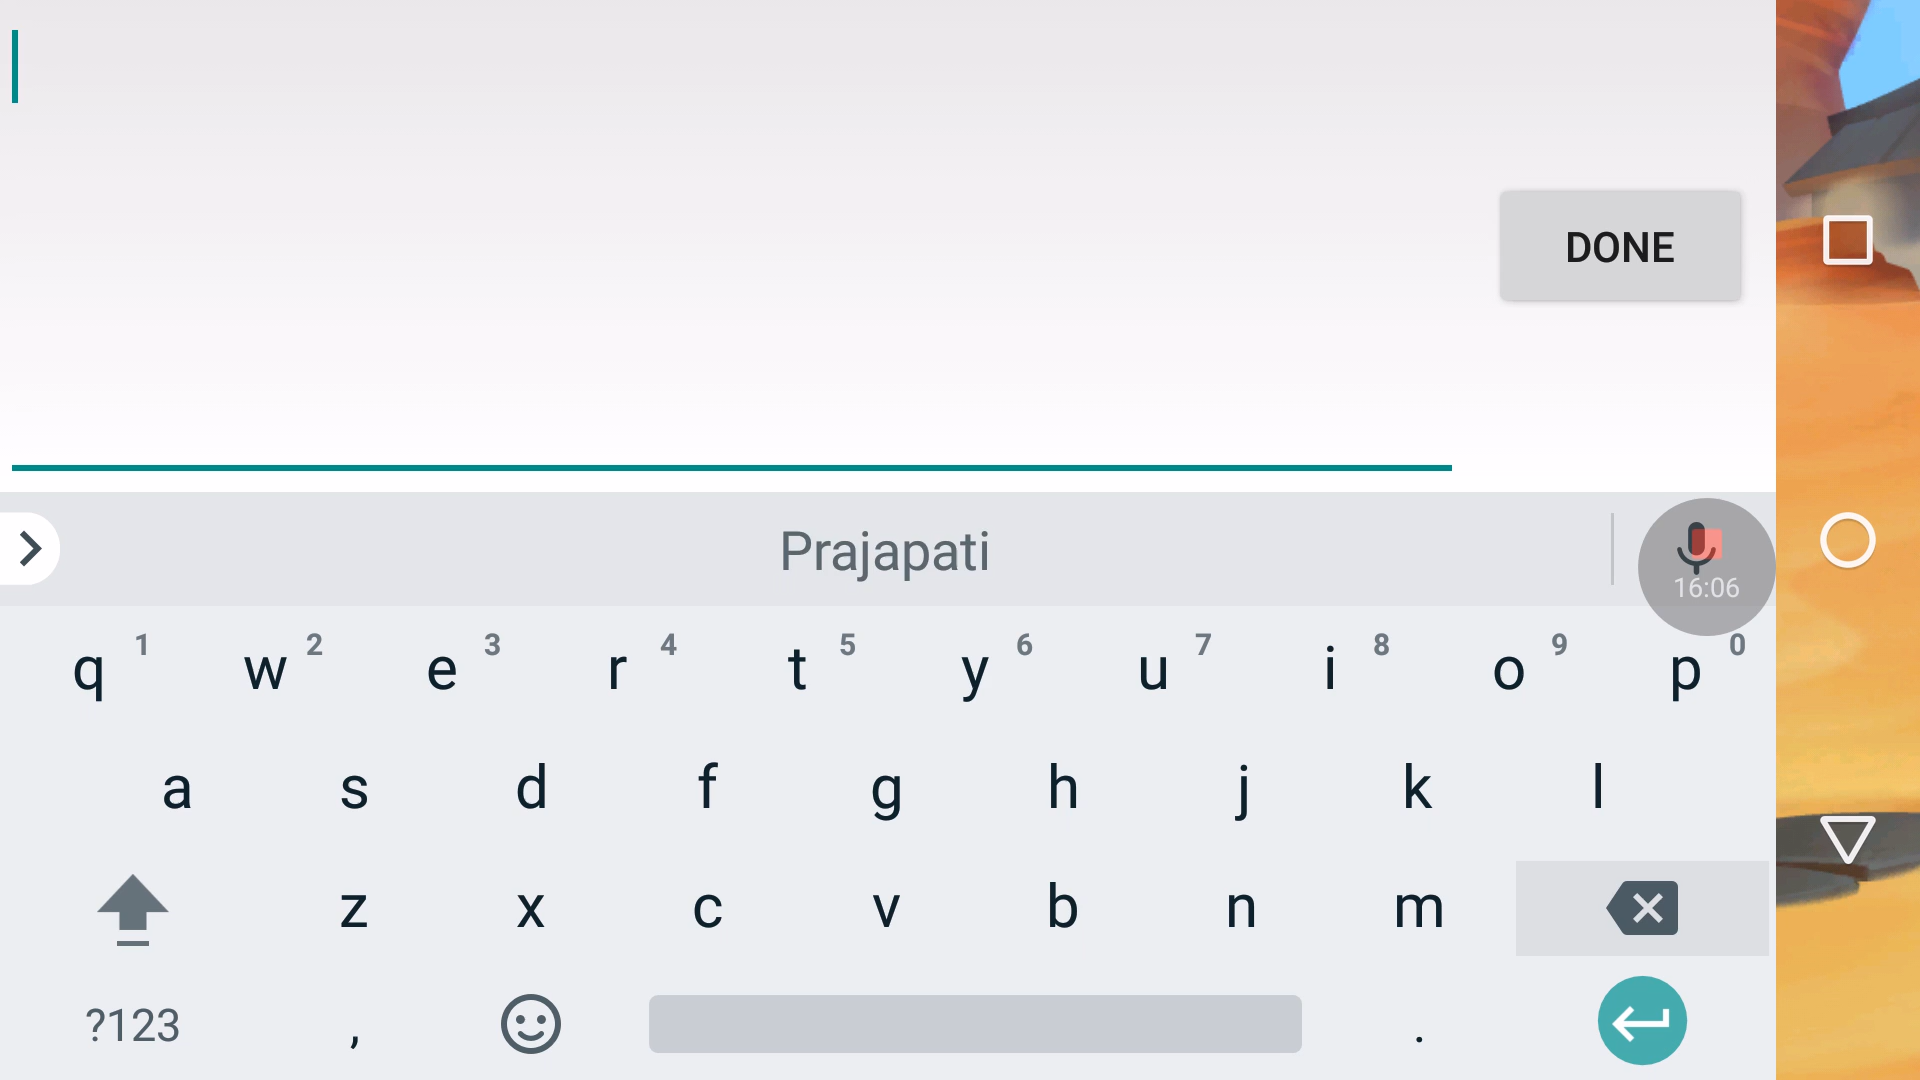 DONE
Prajapati
16:06
q 1 w 2 e 3 r 4 t 5 y 6 u 7 i 8 o 9 p 0
a s d f g h j k l
z x c v b n m
?123 , .